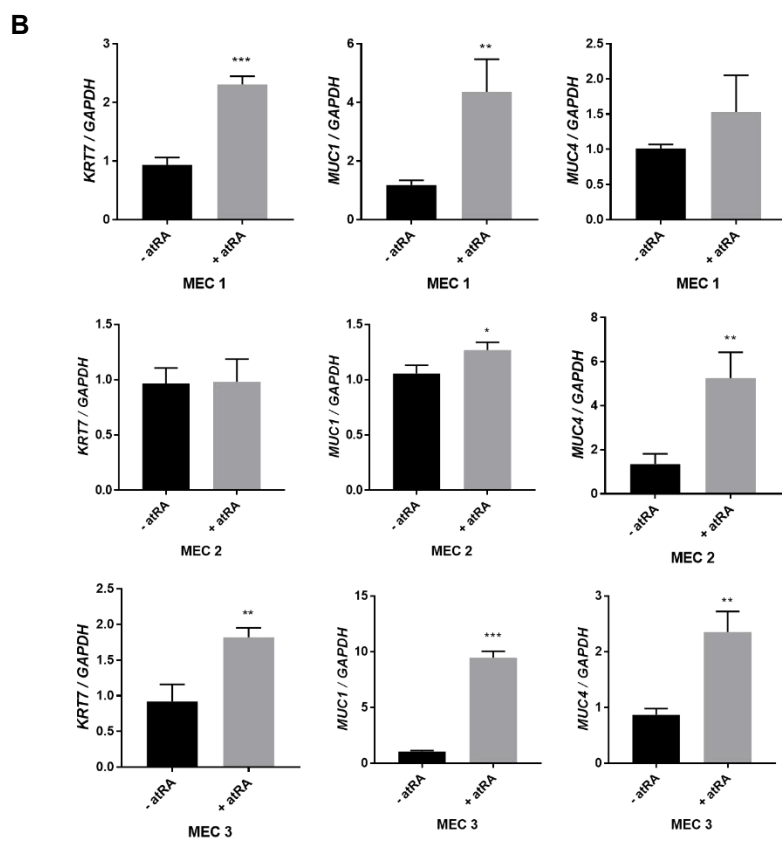 B
KRT7 / GAPDH
3
2
1
0
***
- atRA
+ atRA
MEC 1
MUC1 / GAPDH
6
4
2
0
**
- atRA
+ atRA
MEC 1
MUC4 / GAPDH
2.5
2.0
1.5
1.0
0.5
0.0
- atRA
+ atRA
MEC 1
KRT7 / GAPDH
1.5
1.0
0.5
0.0
- atRA
+ atRA
MEC 2
MUC1 / GAPDH
1.5
1.0
0.5
0.0
*
- atRA
+ atRA
MEC 2
MUC4 / GAPDH
8
6
4
2
0
**
- atRA
+ atRA
MEC 2
KRT7 / GAPDH
2.5
2.0
1.5
1.0
0.5
0.0
**
- atRA
+ atRA
MEC 3
MUC1 / GAPDH
15
10
5
0
***
- atRA
+ atRA
MEC 3
MUC4 / GAPDH
3
2
1
0
**
- atRA
+ atRA
MEC 3